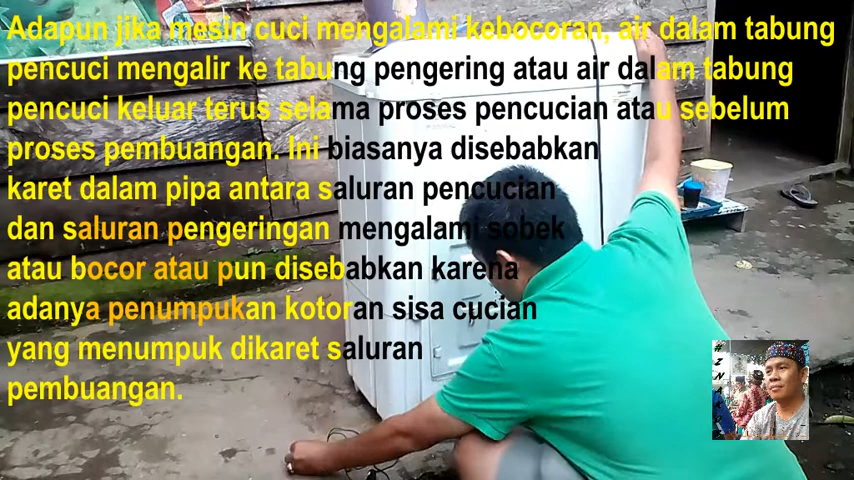 Adapun jika mesin cuci mengalami kebocoran, air dalam tabung
pencuci mengalir ke tabung pengering atau air dalam tabung
pencuci keluar terus selama proses pencucian atau sebelum
proses pembuangan. Ini biasanya disebabkan
karet dalam pipa antara saluran pencucian
dan saluran pengeringan mengalami sobek
atau bocor atau pun disebabkan karena
adanya penumpukan kotoran sisa cucian
yang menumpuk dikaret saluran
pembuangan.